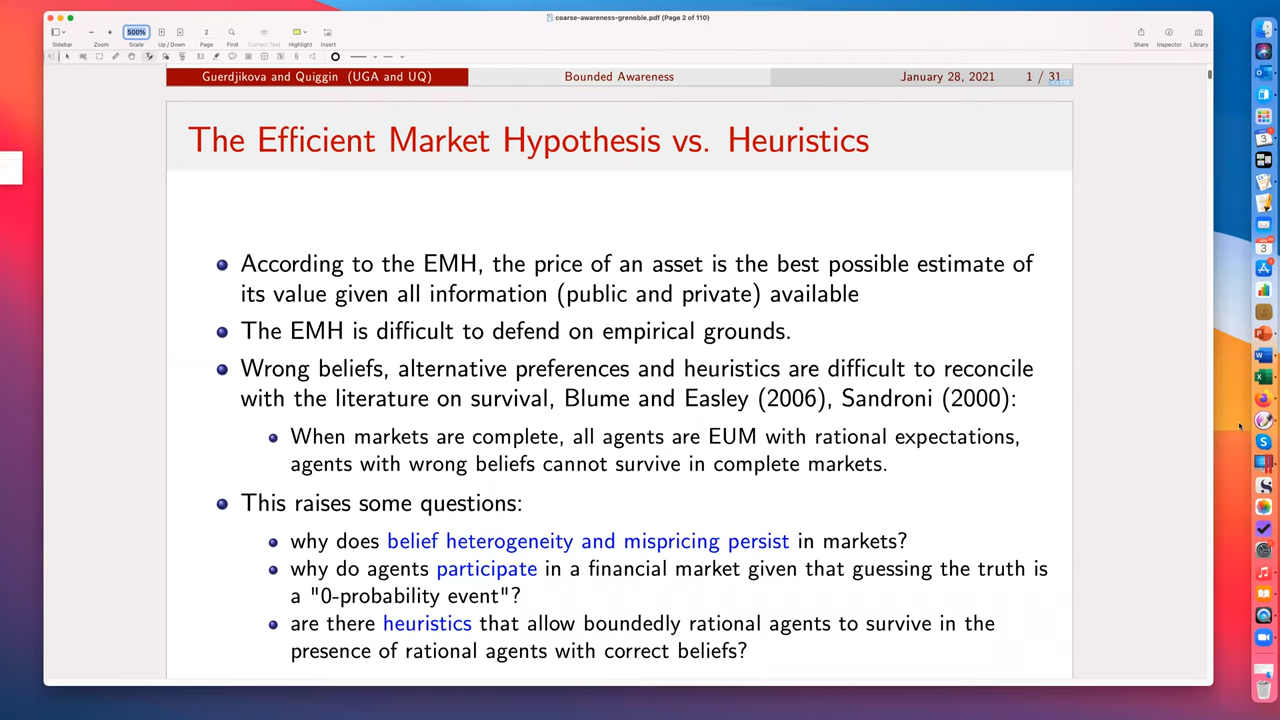 coarse-awareness-grenoble.pdf (Page 2 of 110)
500%
2
Sidebar Zoom Scale Up / Down Page Find Correct Text Highlight Insert Share Inspector Library
Guerdjikova and Quiggin (UGA and UQ) Bounded Awareness January 28, 2021 1 / 31
The Efficient Market Hypothesis vs. Heuristics
According to the EMH, the price of an asset is the best possible estimate of
its value given all information (public and private) available
The EMH is difficult to defend on empirical grounds.
Wrong beliefs, alternative preferences and heuristics are difficult to reconcile
with the literature on survival, Blume and Easley (2006), Sandroni (2000):
When markets are complete, all agents are EUM with rational expectations,
agents with wrong beliefs cannot survive in complete markets.
This raises some questions:
why does belief heterogeneity and mispricing persist in markets?
why do agents participate in a financial market given that guessing the truth is
a "0-probability event"?
are there heuristics that allow boundedly rational agents to survive in the
presence of rational agents with correct beliefs?